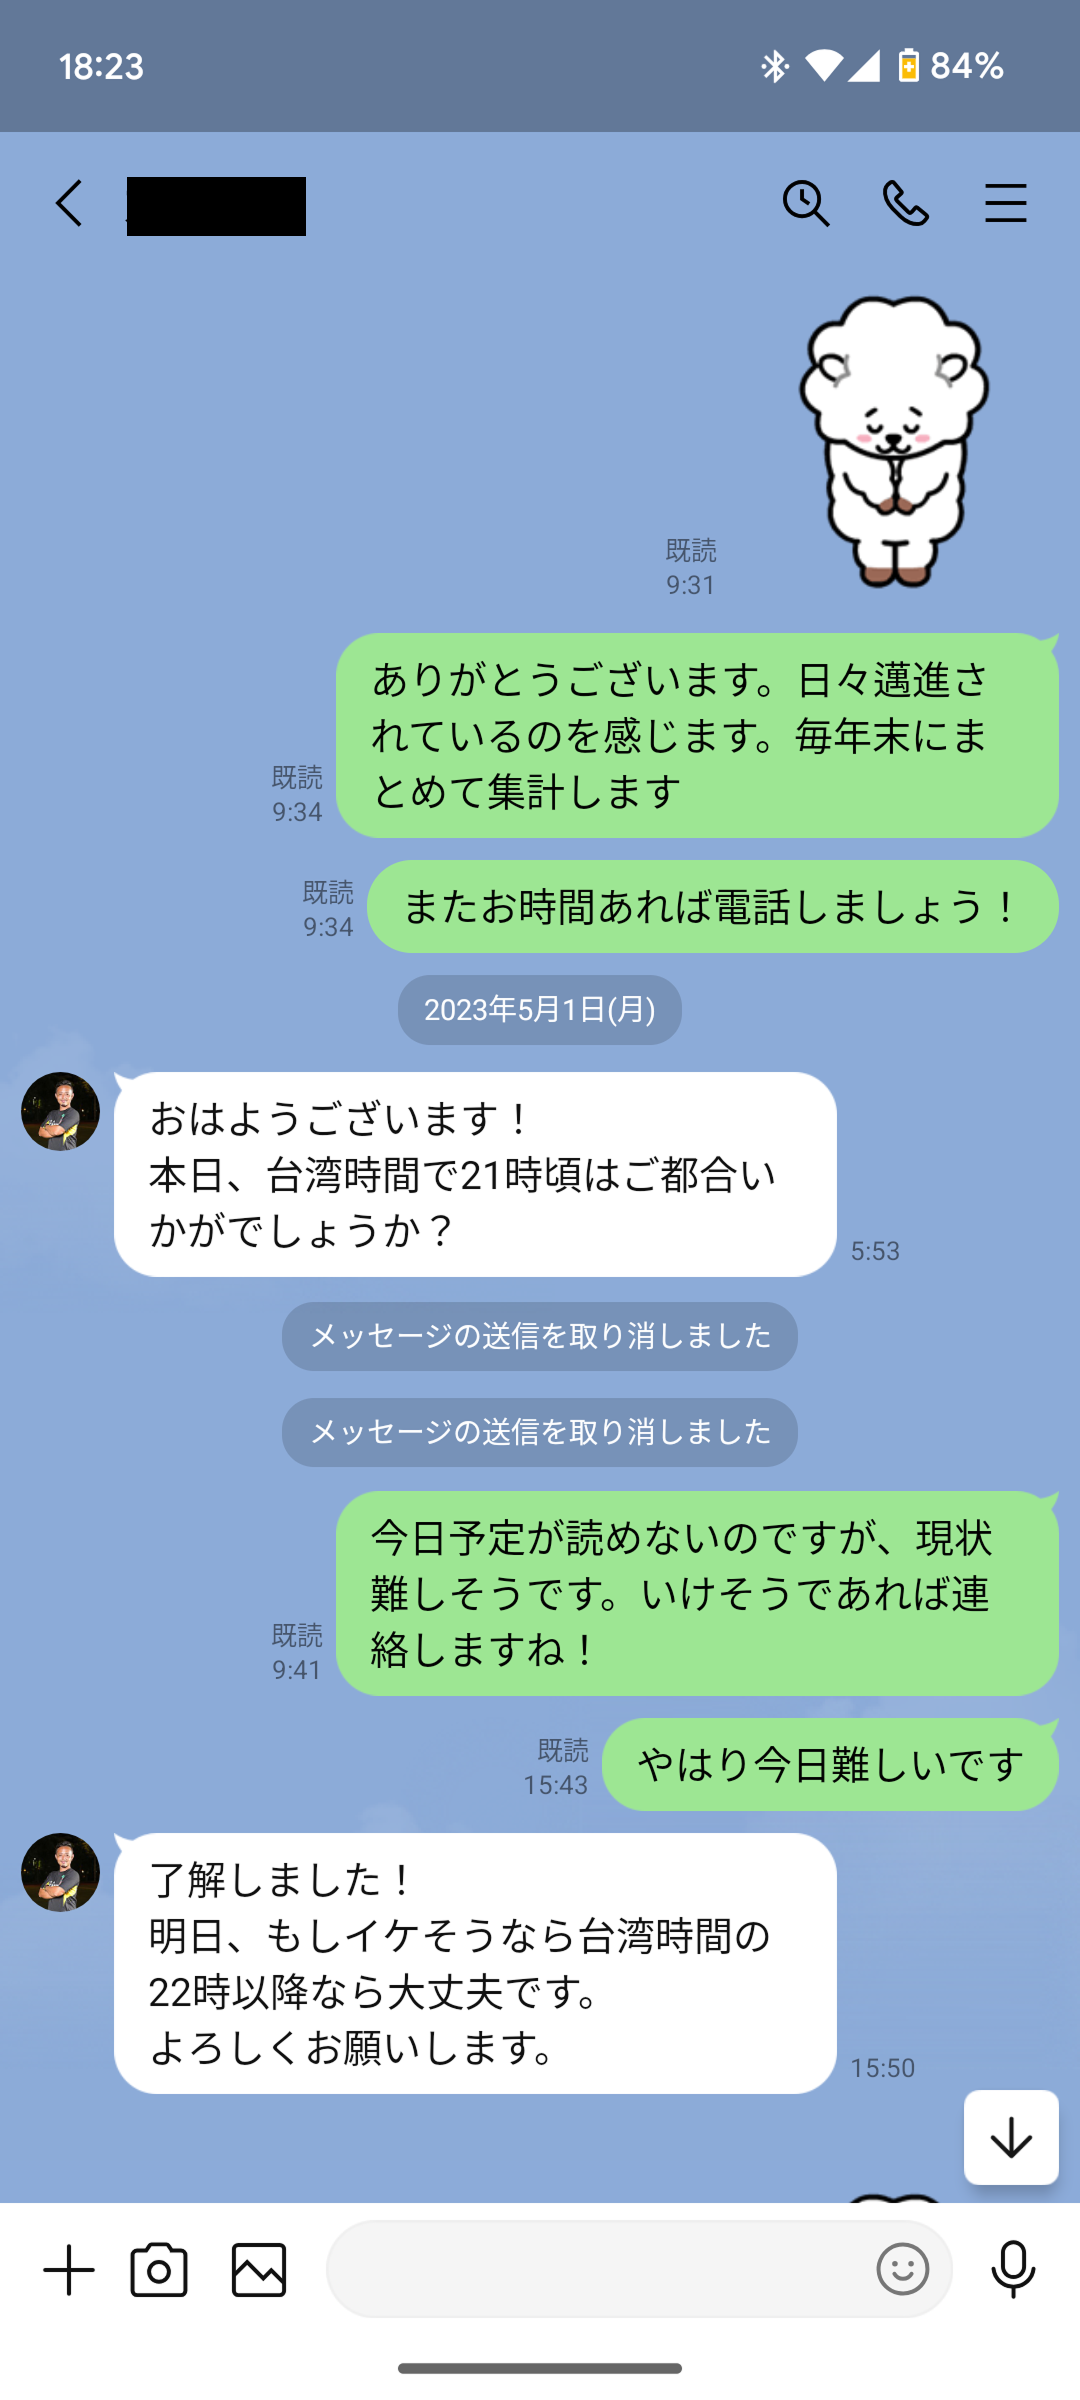 18:23
84%
既読
9:31
ありがとうございます。日々邁進さ
れているのを感じます。毎年末にま
とめて集計します
既読
9:34
またお時間あれば電話しましょう！
既読
9:34
2023年5月1日(月)
おはようございます！
本日、台湾時間で21時頃はご都合い
かがでしょうか？
5:53
メッセージの送信を取り消しました
メッセージの送信を取り消しました
今日予定が読めないのですが、現状
難しそうです。いけそうであれば連
絡しますね！
既読
9:41
やはり今日難しいです
既読
15:43
了解しました！
明日、もしイケそうなら台湾時間の
22時以降なら大丈夫です。
よろしくお願いします。
15:50